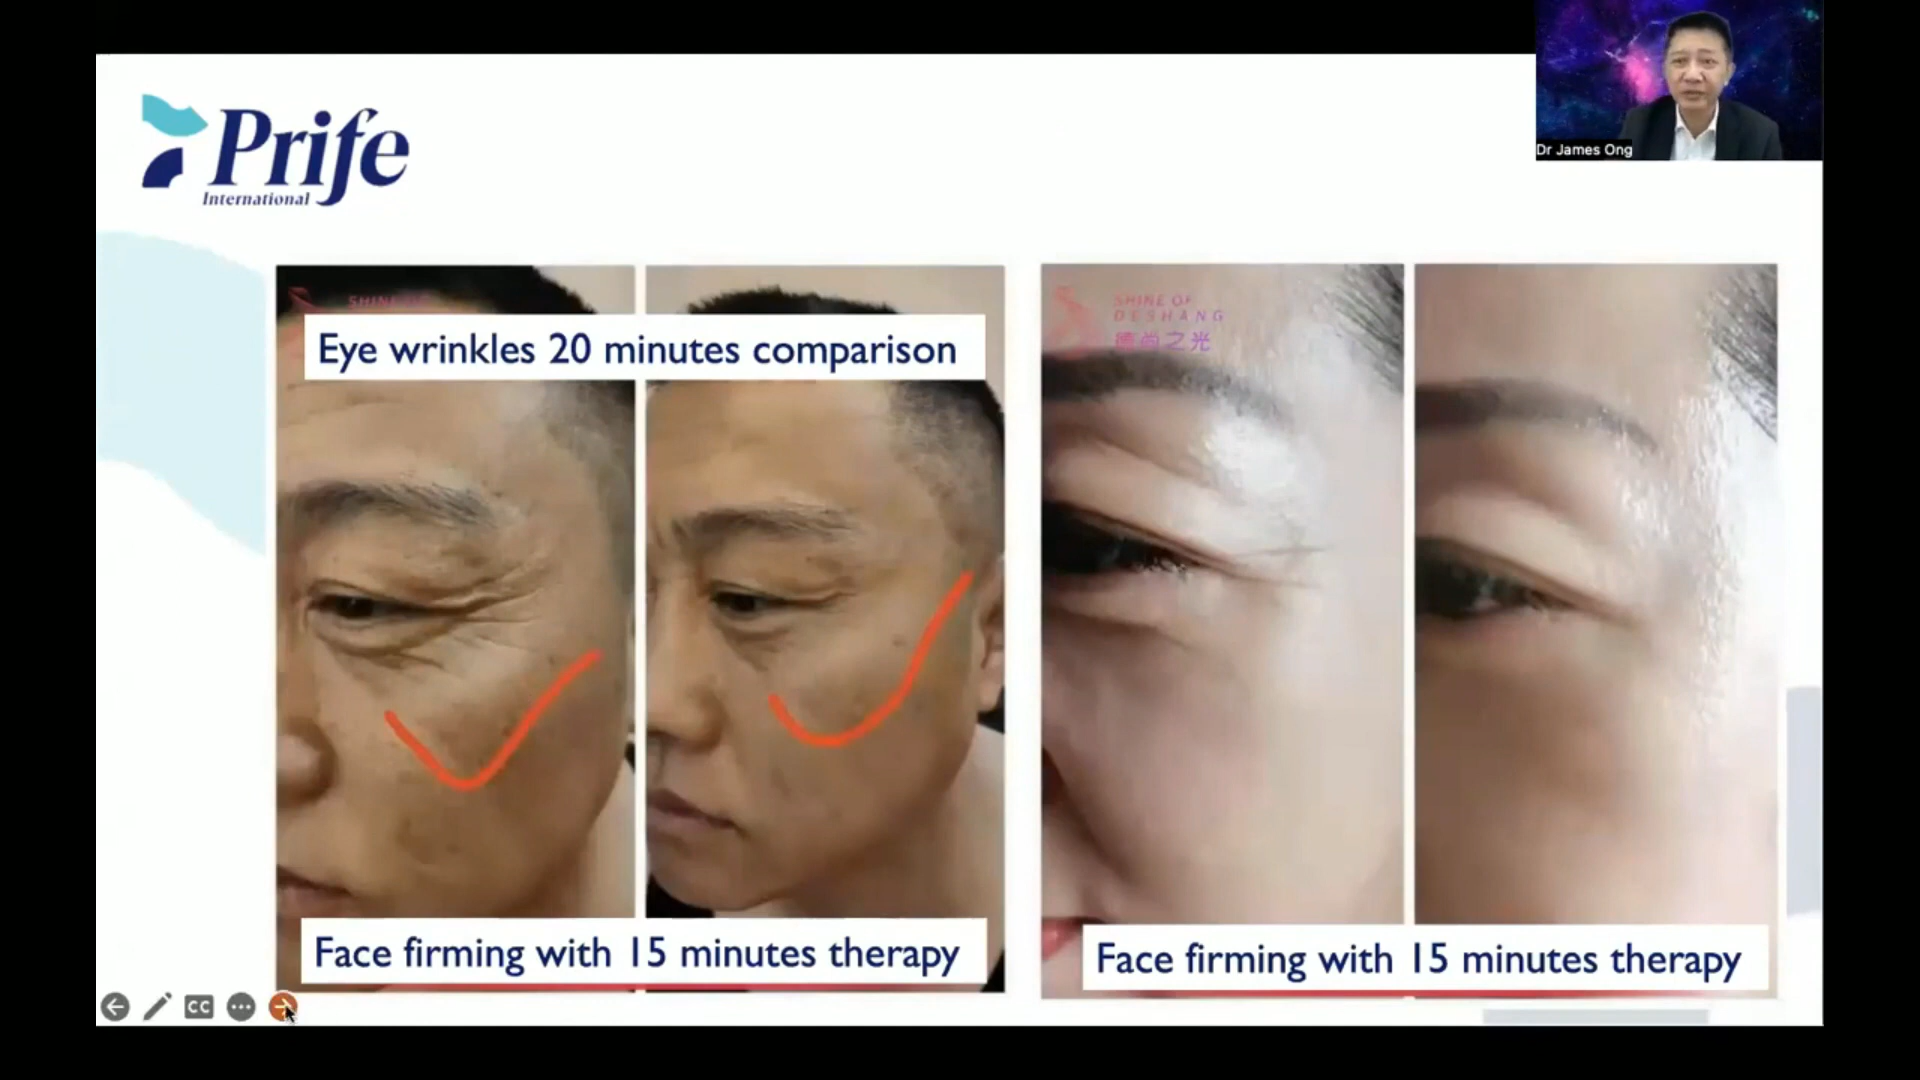 Prife
International
Dr James Ong
Eye wrinkles 20 minutes comparison
Face firming with 15 minutes therapy
SHINE OF
DESHANG
德尚之光
Face firming with 15 minutes therapy
CC